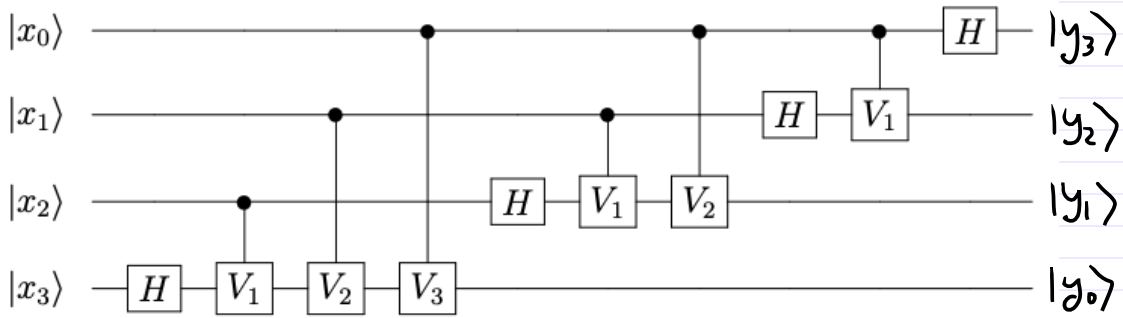 |x₀⟩ H |y₃⟩
|x₁⟩ H V₁ |y₂⟩
|x₂⟩ H V₁ V₂ |y₁⟩
|x₃⟩ H V₁ V₂ V₃ |y₀⟩